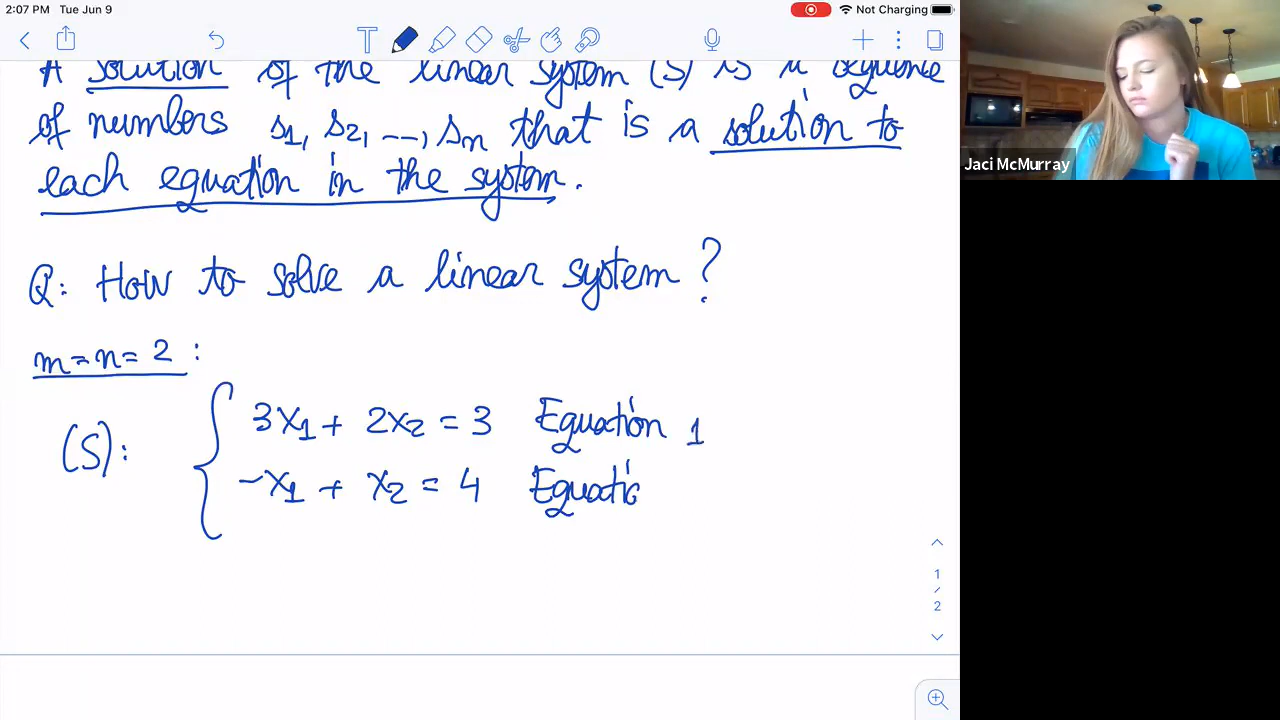 2:07 PM Tue Jun 9
Not Charging
T
A solution of the linear system (S) is a sequence
of numbers s1, s2, ---, sn that is a solution to
each equation in the system.
Q: How to solve a linear system?
m=n=2:
(S): 3x1 + 2x2 = 3 Equation 1
-x1 + x2 = 4 Equatio
Jaci McMurray
1
/
2